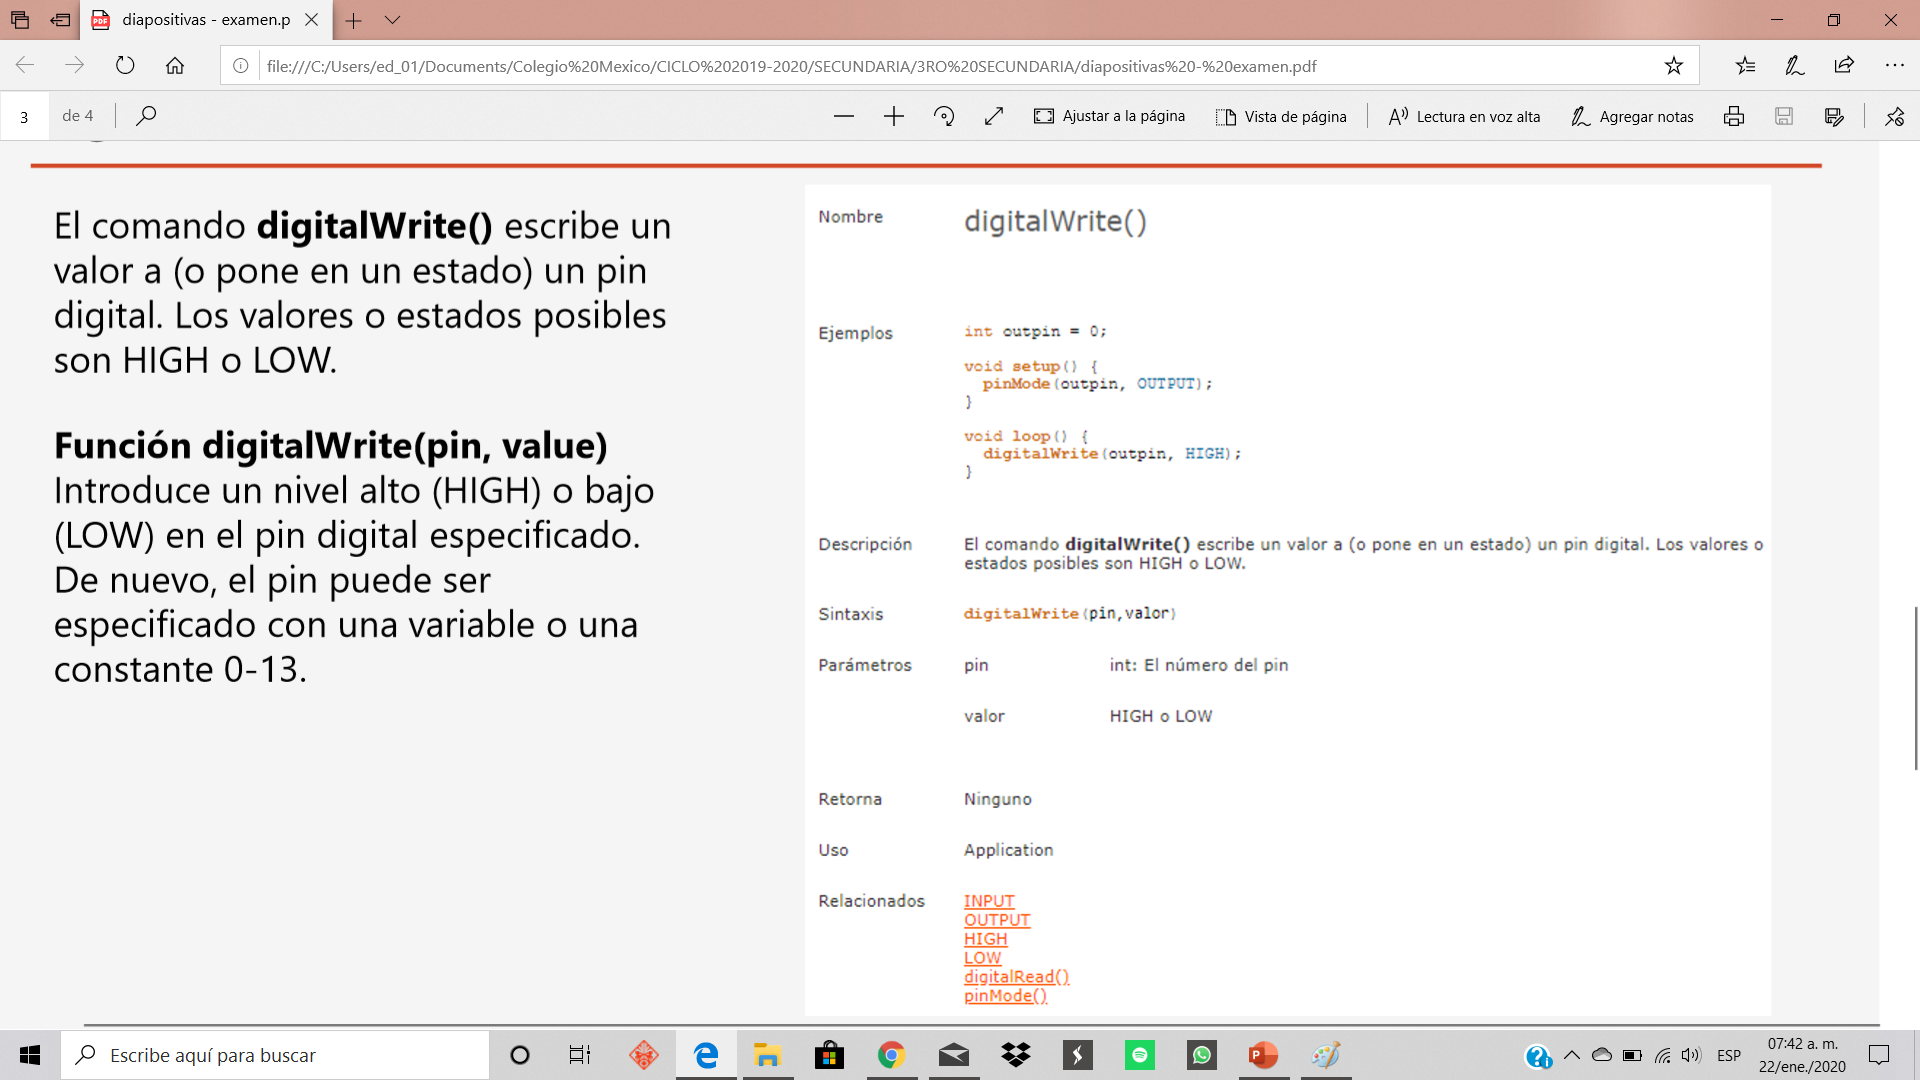 diapositivas - examen.p
file:///C:/Users/ed_01/Documents/Colegio%20Mexico/CICLO%202019-2020/SECUNDARIA/3RO%20SECUNDARIA/diapositivas%20-%20examen.pdf
3 de 4
Ajustar a la página
Vista de página
Lectura en voz alta
Agregar notas
El comando digitalWrite() escribe un
valor a (o pone en un estado) un pin
digital. Los valores o estados posibles
son HIGH o LOW.
Función digitalWrite(pin, value)
Introduce un nivel alto (HIGH) o bajo
(LOW) en el pin digital especificado.
De nuevo, el pin puede ser
especificado con una variable o una
constante 0-13.
Nombre digitalWrite()
Ejemplos
int outpin = 0;
void setup() {
pinMode(outpin, OUTPUT);
}
void loop() {
digitalWrite(outpin, HIGH);
}
Descripción El comando digitalWrite() escribe un valor a (o pone en un estado) un pin digital. Los valores o
estados posibles son HIGH o LOW.
Sintaxis digitalWrite(pin,valor)
Parámetros pin int: El número del pin
valor HIGH o LOW
Retorna Ninguno
Uso Application
Relacionados INPUT
OUTPUT
HIGH
LOW
digitalRead()
pinMode()
Escribe aquí para buscar
ESP
07:42 a. m.
22/ene./2020